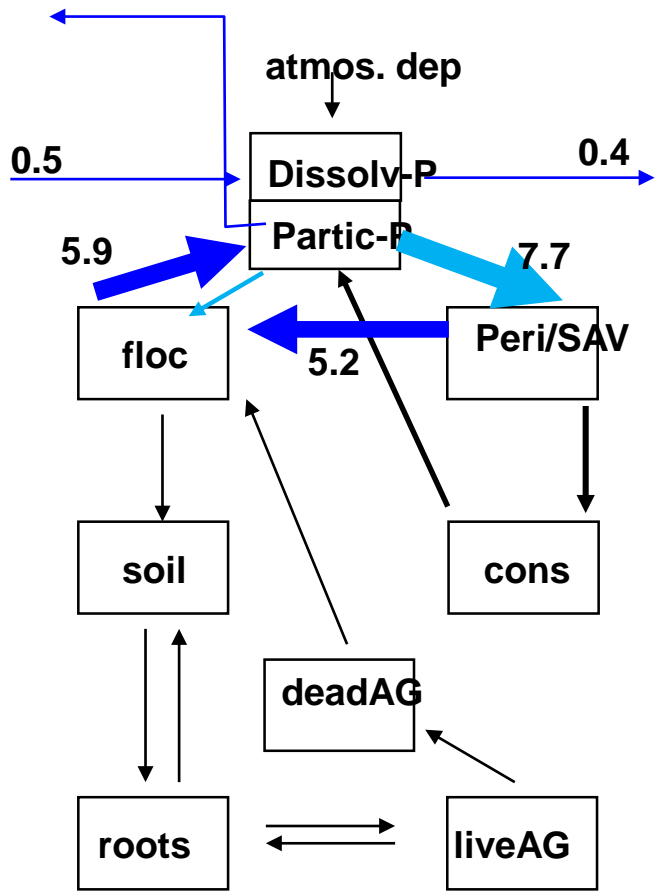 atmos. dep
0.5
Dissolv-P
0.4
Partic-P
5.9
7.7
floc
5.2
Peri/SAV
soil
cons
deadAG
roots
liveAG